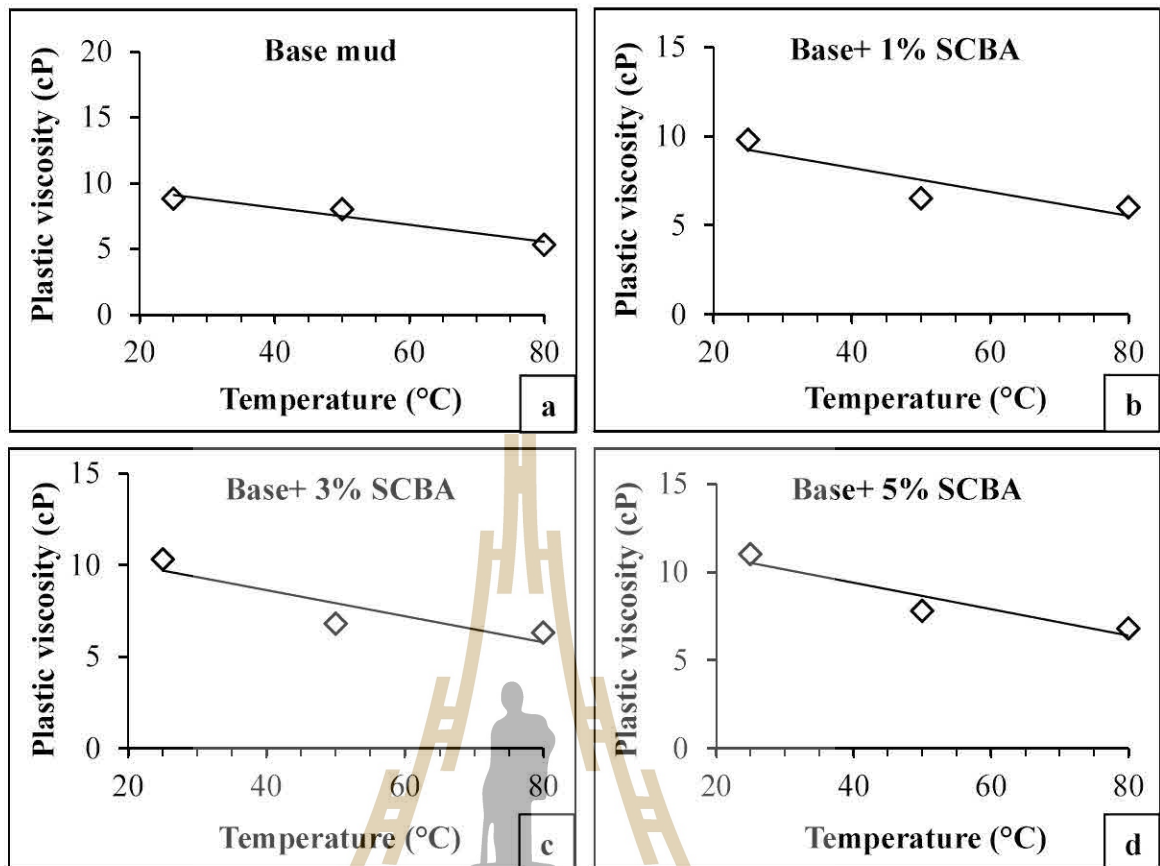 Base mud
Plastic viscosity (cP)
20
15
10
5
0
20 40 60 80
Temperature (°C)
a
Base+ 1% SCBA
Plastic viscosity (cP)
15
10
5
0
20 40 60 80
Temperature (°C)
b
Base+ 3% SCBA
Plastic viscosity (cP)
15
10
5
0
20 40 60 80
Temperature (°C)
c
Base+ 5% SCBA
Plastic viscosity (cP)
15
10
5
0
20 40 60 80
Temperature (°C)
d